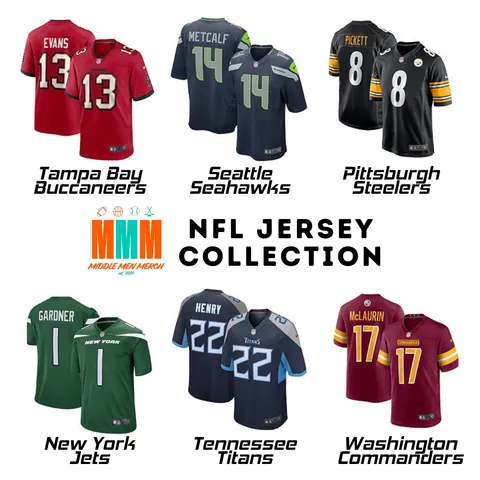 EVANS
13
13
METCALF
14
14
PICKETT
8
8
Tampa Bay
Buccaneers
Seattle
Seahawks
Pittsburgh
Steelers
MMM
MIDDLE MEN MERCH
NFL JERSEY
COLLECTION
GARDNER
1
NEW YORK
1
HENRY
22
TITANS
22
McLAURIN
17
COMMANDERS
17
New York
Jets
Tennessee
Titans
Washington
Commanders